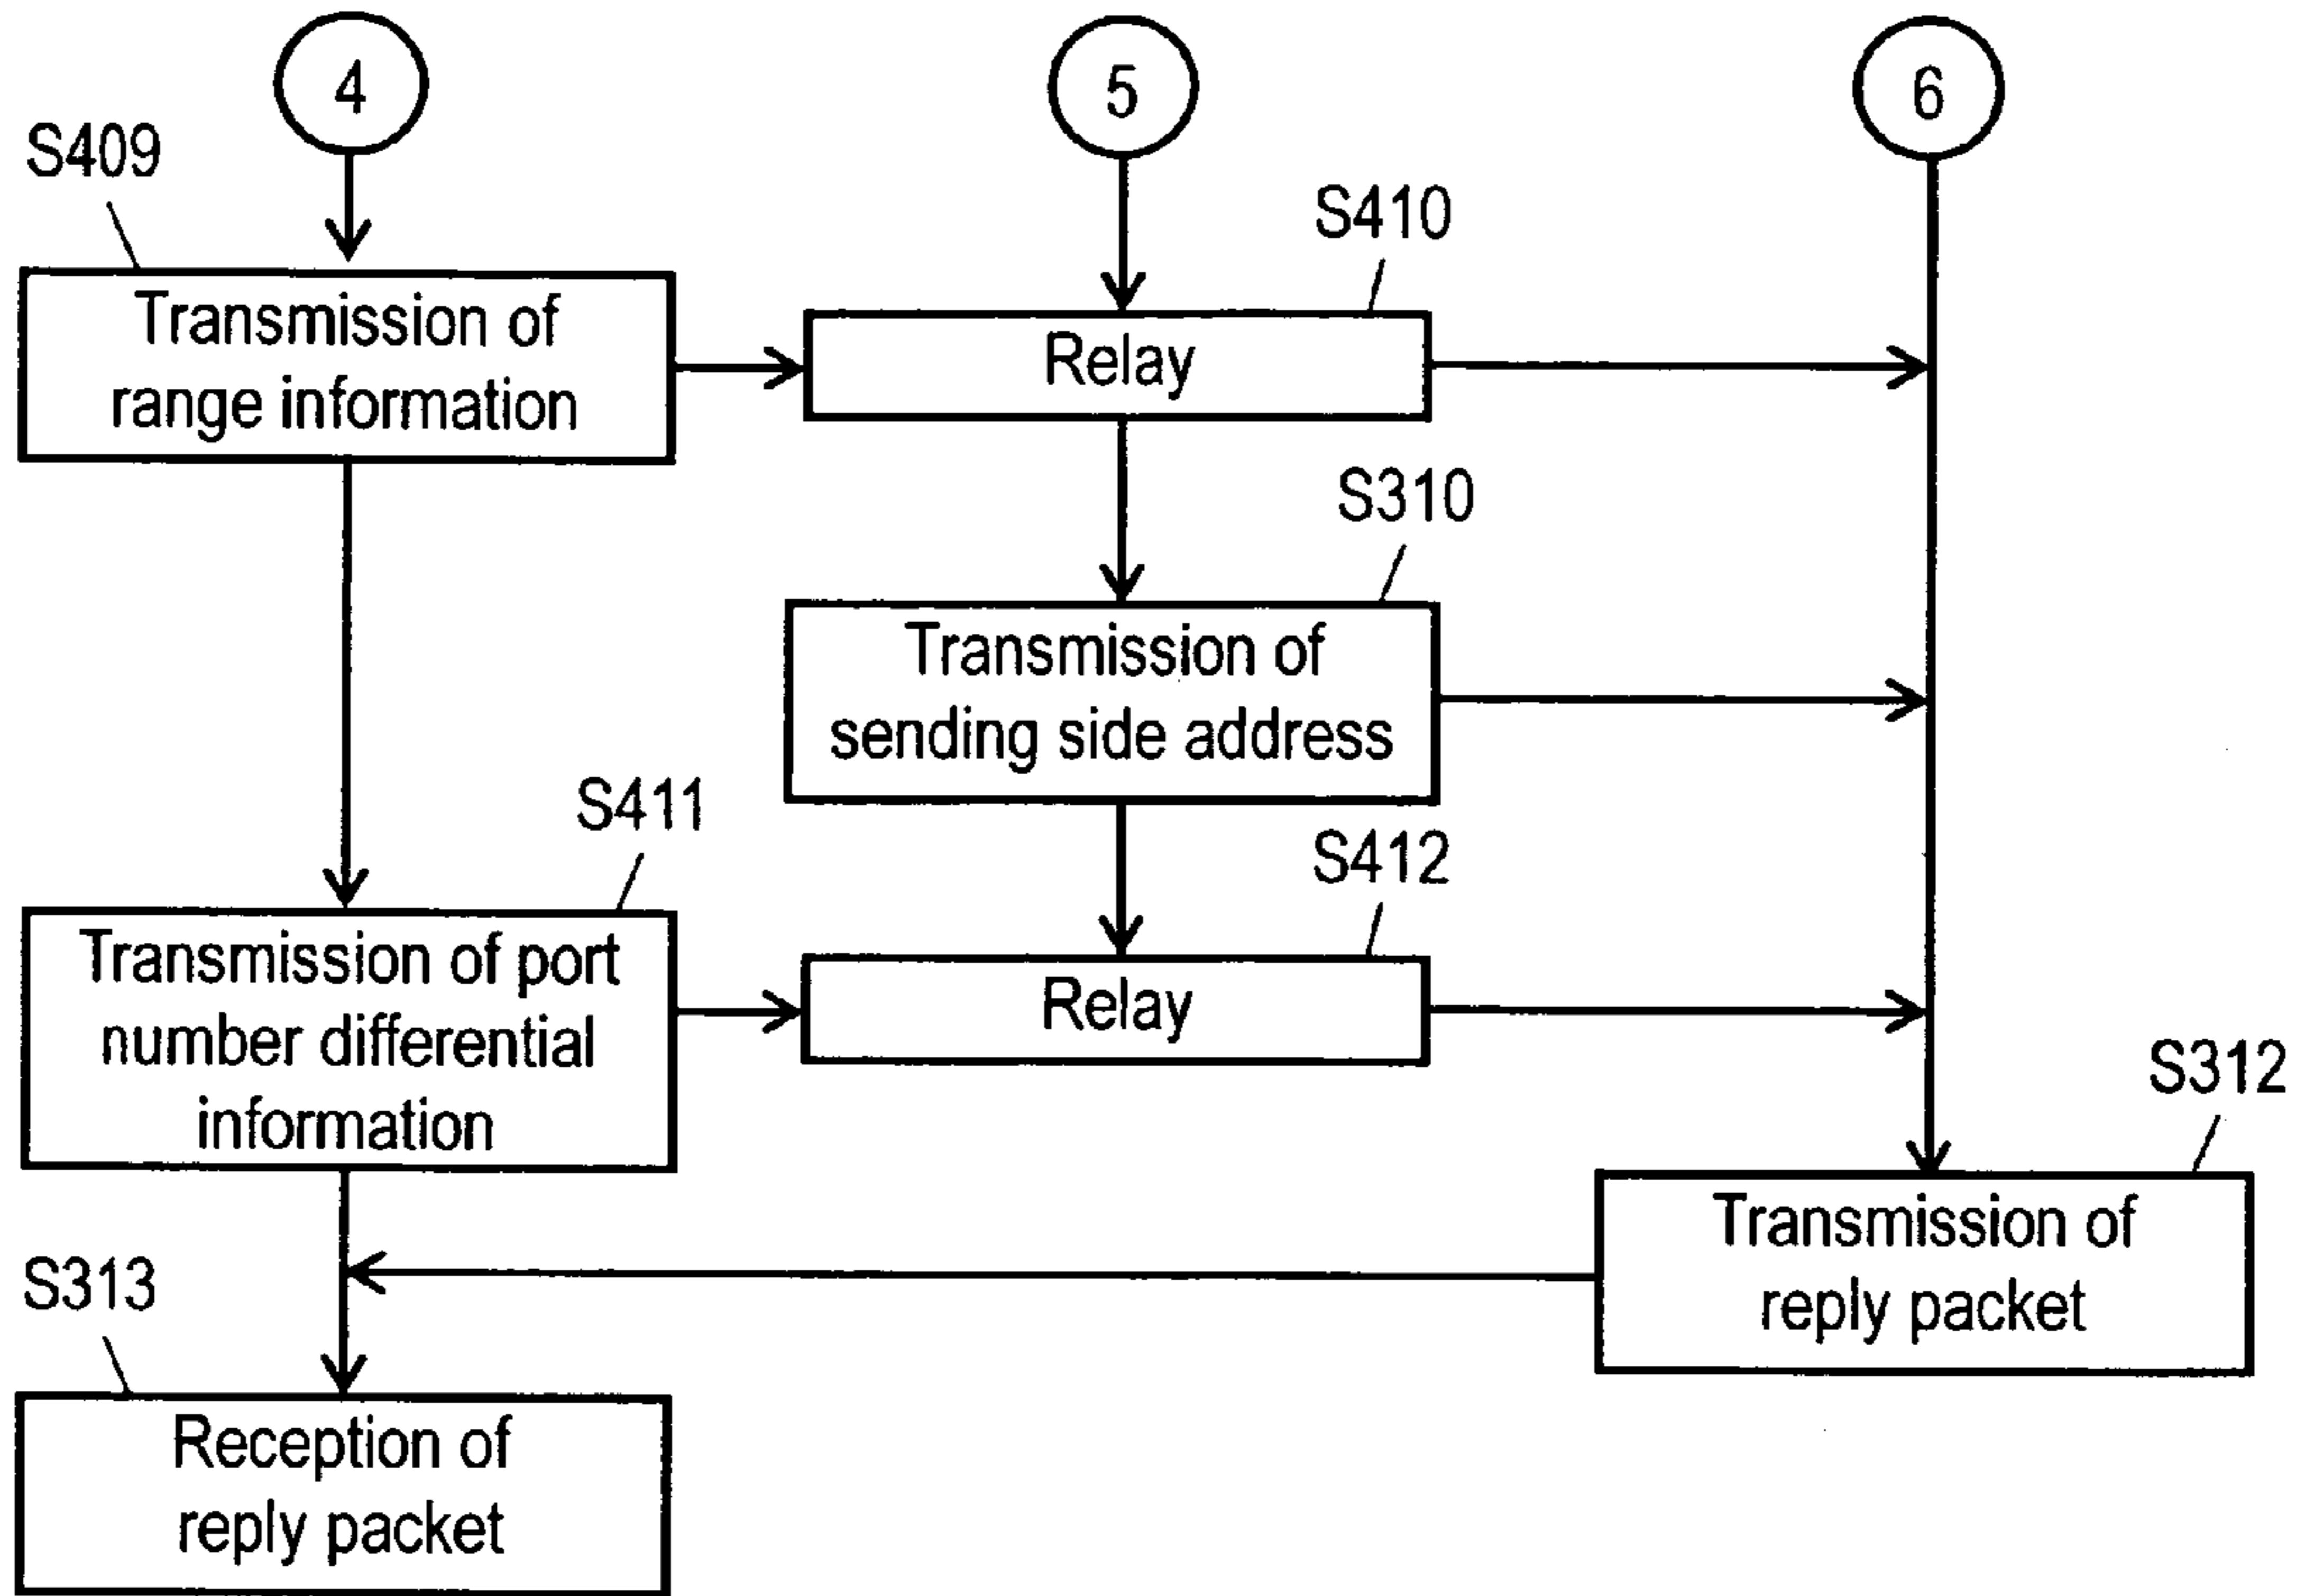 4
5
6
S409
Transmission of
range information
S410
Relay
S310
Transmission of
sending side address
S411
Transmission of port
number differential
information
S412
Relay
S312
Transmission of
reply packet
S313
Reception of
reply packet